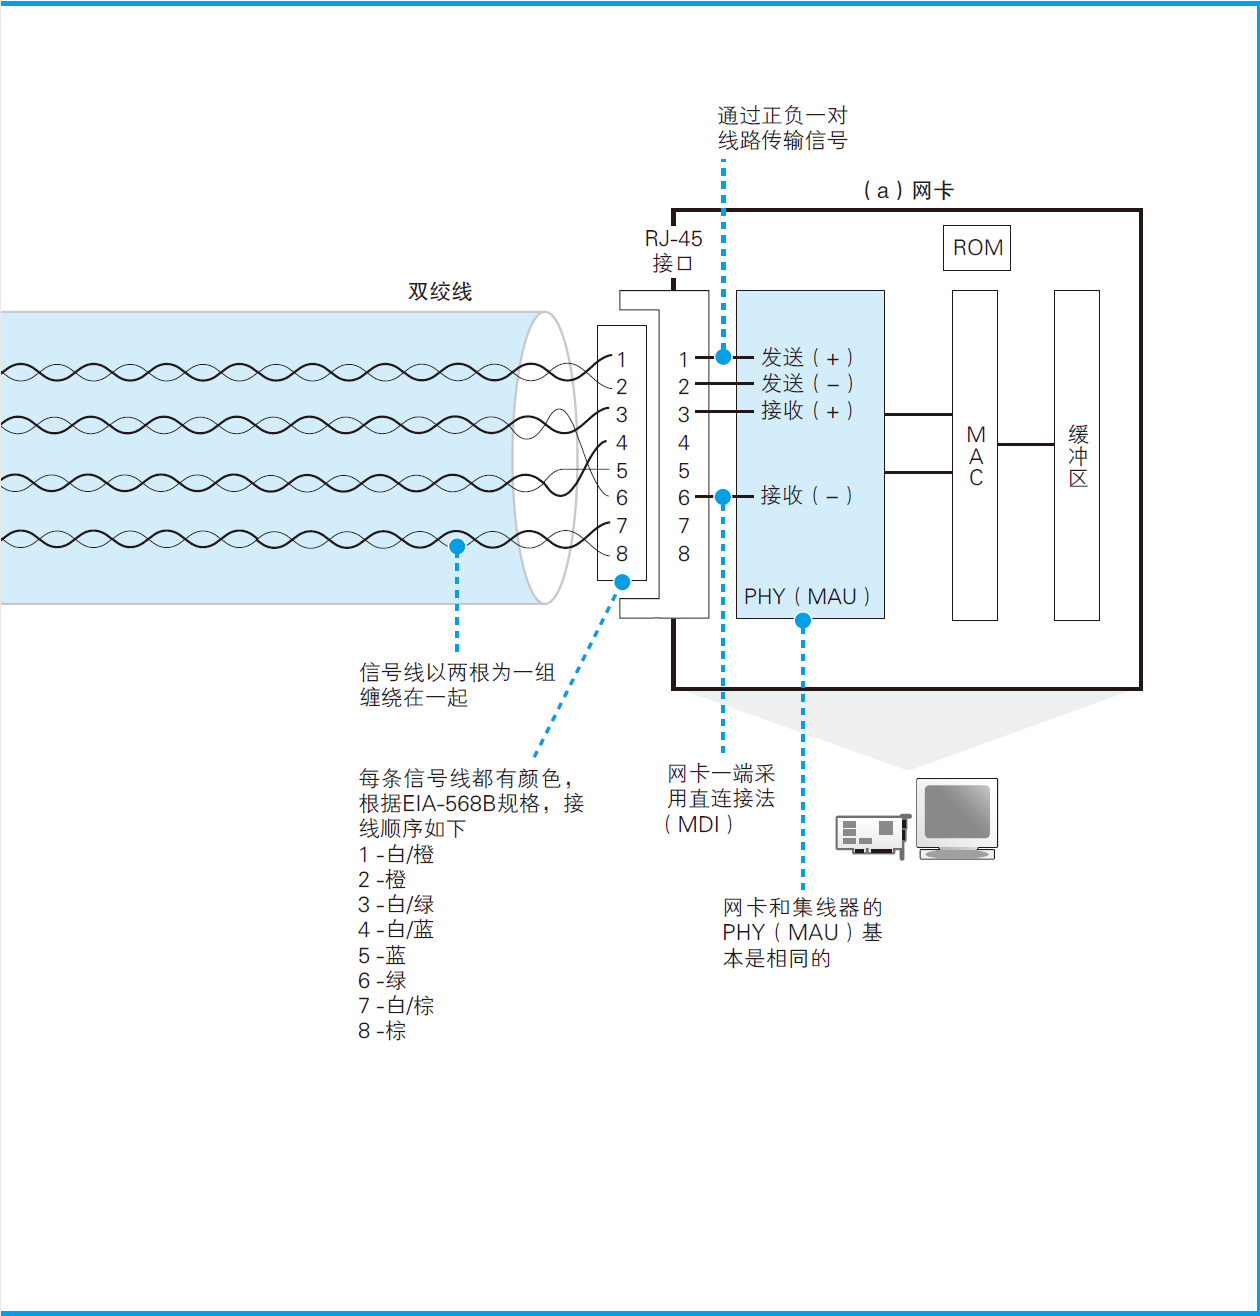 通过正负一对
线路传输信号
（a）网卡
RJ-45
接口
ROM
双绞线
1
2
3
4
5
6
7
8
1
2
3
4
5
6
7
8
发送（+）
发送（−）
接收（+）
接收（−）
PHY（MAU）
MAC
缓冲区
信号线以两根为一组
缠绕在一起
每条信号线都有颜色，
根据EIA-568B规格，接
线顺序如下
1 -白/橙
2 -橙
3 -白/绿
4 -白/蓝
5 -蓝
6 -绿
7 -白/棕
8 -棕
网卡一端采
用直连接法
（MDI）
网卡和集线器的
PHY（MAU）基
本是相同的